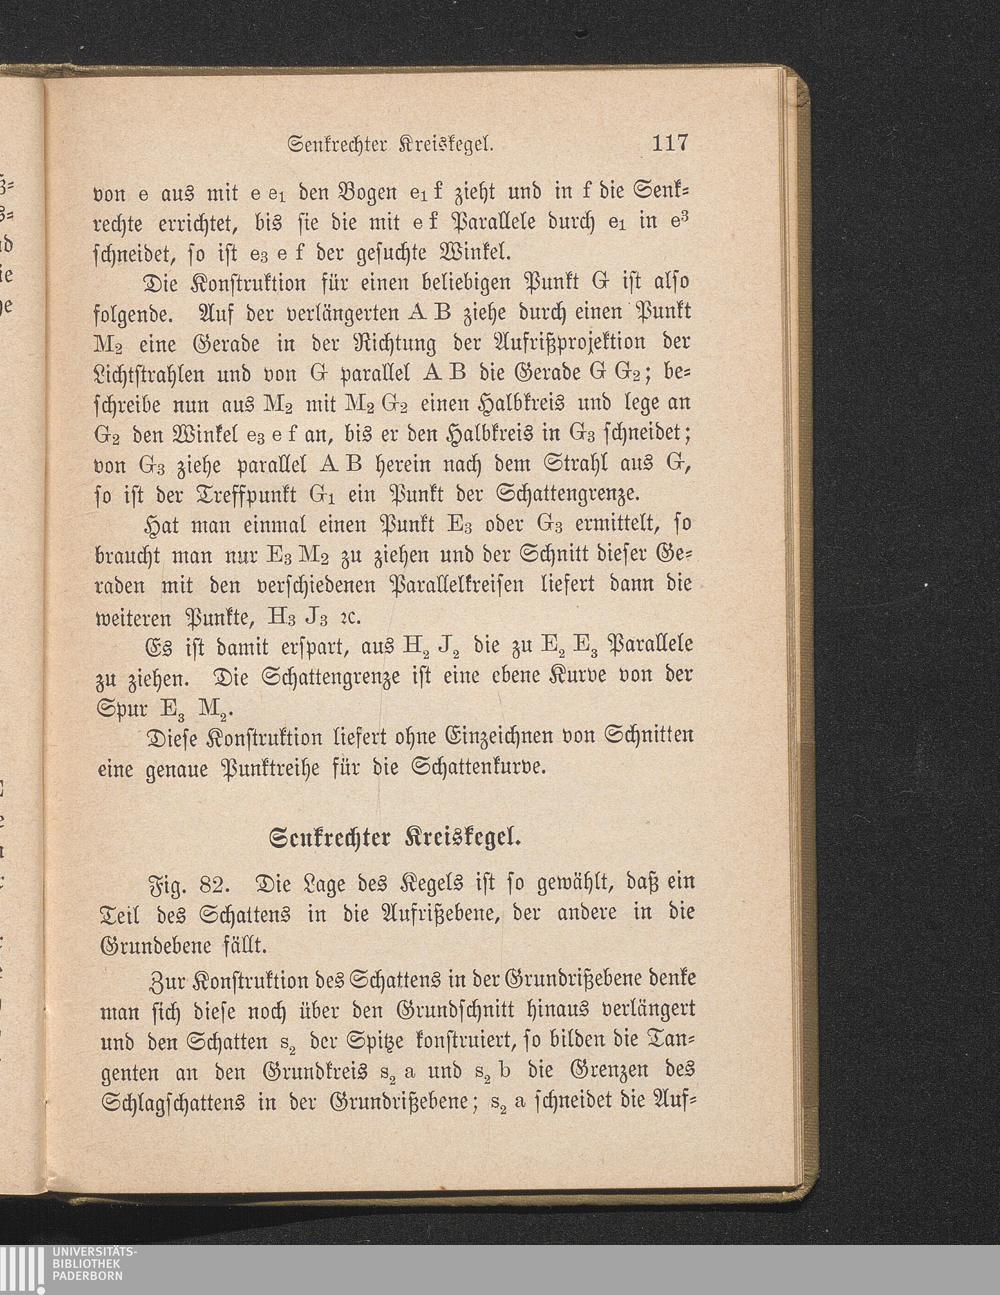 Senkrechter Kreiskegel. 117
von e aus mit e e₁ den Bogen e₁ f zieht und in f die Senk-
rechte errichtet, bis sie die mit e f Parallele durch e₁ in e³
schneidet, so ist e₃ e f der gesuchte Winkel.
Die Konstruktion für einen beliebigen Punkt G ist also
folgende. Auf der verlängerten A B ziehe durch einen Punkt
M₂ eine Gerade in der Richtung der Aufrißprojektion der
Lichtstrahlen und von G parallel A B die Gerade G G₂; be-
schreibe nun aus M₂ mit M₂ G₂ einen Halbkreis und lege an
G₂ den Winkel e₃ e f an, bis er den Halbkreis in G₃ schneidet;
von G₃ ziehe parallel A B herein nach dem Strahl aus G,
so ist der Treffpunkt G₁ ein Punkt der Schattengrenze.
Hat man einmal einen Punkt E₃ oder G₃ ermittelt, so
braucht man nur E₃ M₂ zu ziehen und der Schnitt dieser Ge-
raden mit den verschiedenen Parallelkreisen liefert dann die
weiteren Punkte, H₃ J₃ ꝛc.
Es ist damit erspart, aus H₂ J₂ die zu E₂ E₃ Parallele
zu ziehen. Die Schattengrenze ist eine ebene Kurve von der
Spur E₃ M₂.
Diese Konstruktion liefert ohne Einzeichnen von Schnitten
eine genaue Punktreihe für die Schattenkurve.
Senkrechter Kreiskegel.
Fig. 82. Die Lage des Kegels ist so gewählt, daß ein
Teil des Schattens in die Aufrißebene, der andere in die
Grundebene fällt.
Zur Konstruktion des Schattens in der Grundrißebene denke
man sich diese noch über den Grundschnitt hinaus verlängert
und den Schatten s₂ der Spitze konstruiert, so bilden die Tan-
genten an den Grundkreis s₂ a und s₂ b die Grenzen des
Schlagschattens in der Grundrißebene; s₂ a schneidet die Auf-
UNIVERSITÄTS-
BIBLIOTHEK
PADERBORN